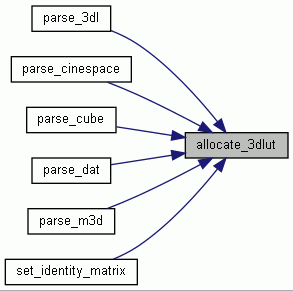 parse_3dl
parse_cinespace
parse_cube
allocate_3dlut
parse_dat
parse_m3d
set_identity_matrix